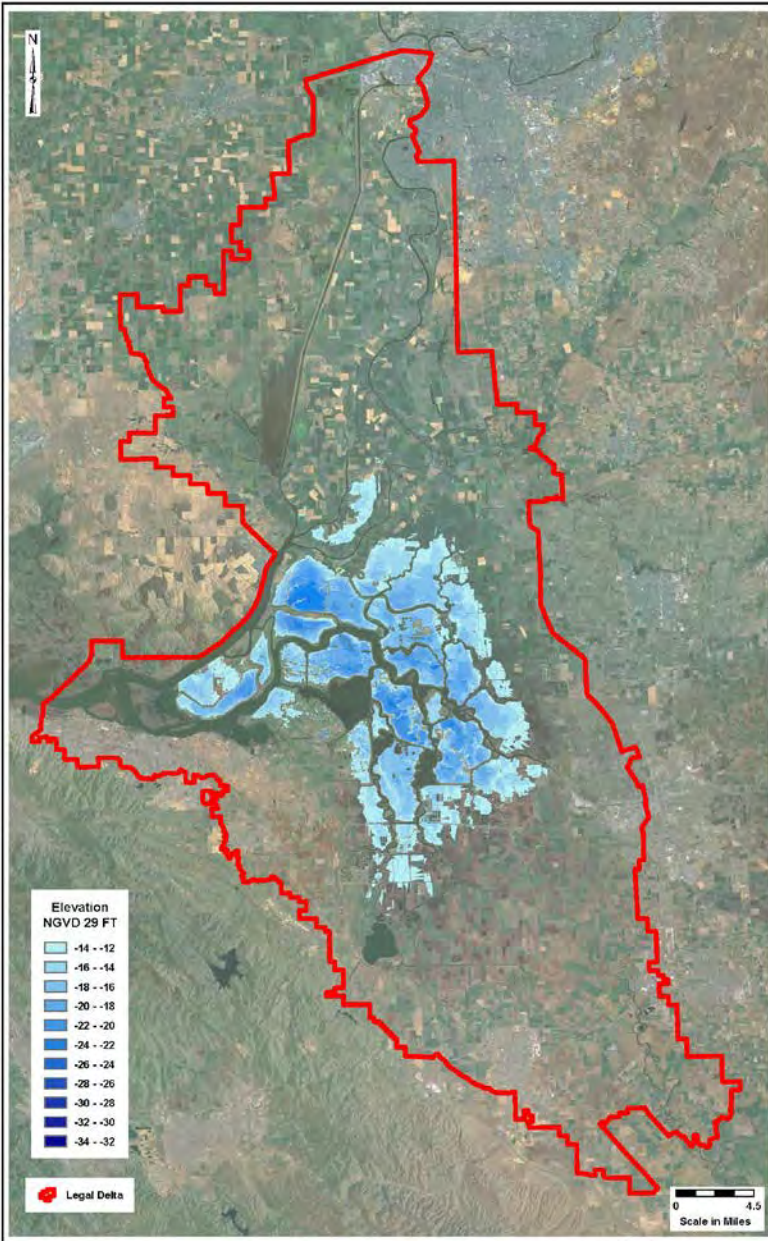 N
Elevation
NGVD 29 FT
-14 - -12
-16 - -14
-18 - -16
-20 - -18
-22 - -20
-24 - -22
-26 - -24
-28 - -26
-30 - -28
-32 - -30
-34 - -32
Legal Delta
0 4.5
Scale in Miles